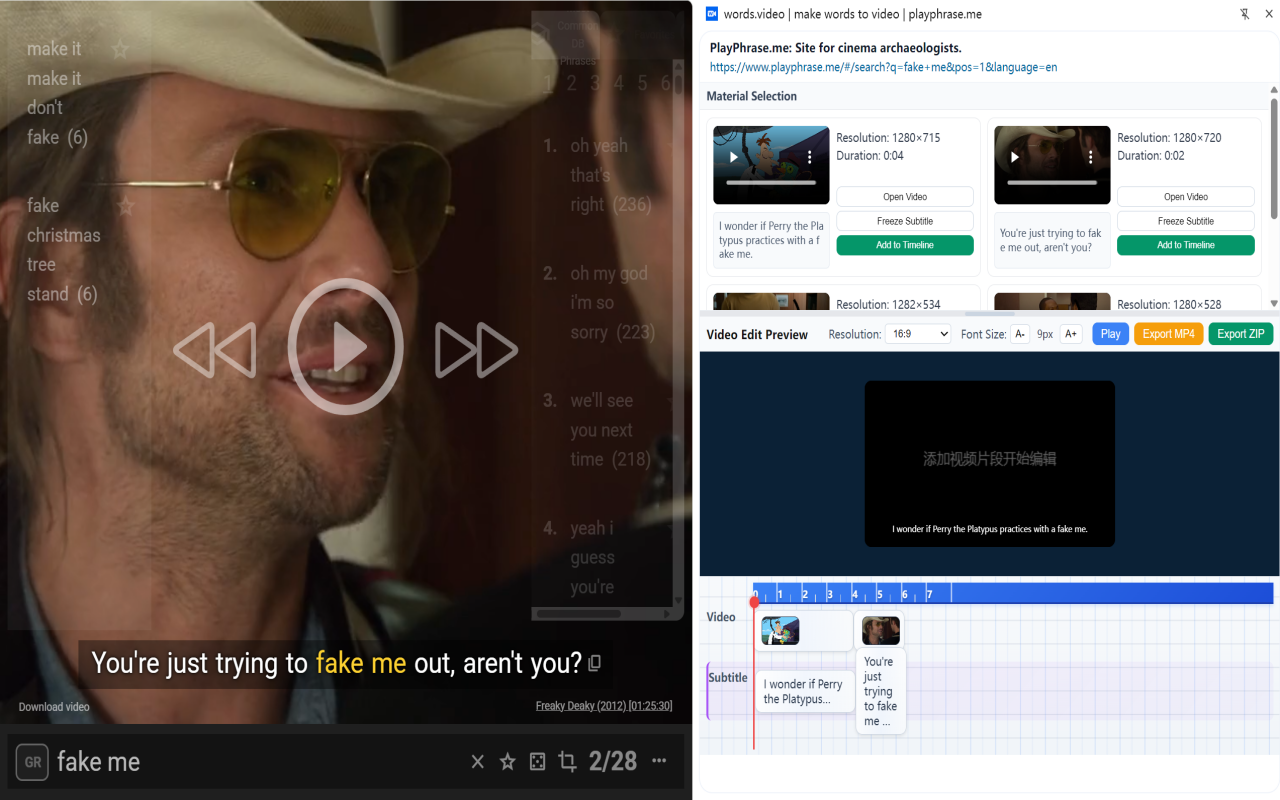 make it
make it
don't
fake (6)
fake
christmas
tree
stand (6)
Common
DB
Phrases:
1 2 3 4 5 6
1. oh yeah
that's
right (236)
2. oh my god
i'm so
sorry (223)
3. we'll see
you next
time (218)
4. yeah i
guess
you're
You're just trying to fake me out, aren't you?
Download video
Freaky Deaky (2012) [01:25:30]
GR fake me
2/28
words.video | make words to video | playphrase.me
PlayPhrase.me: Site for cinema archaeologists.
https://www.playphrase.me/#/search?q=fake+me&pos=1&language=en
Material Selection
Resolution: 1280×715
Duration: 0:04
Open Video
Freeze Subtitle
Add to Timeline
I wonder if Perry the Pla
typus practices with a f
ake me.
Resolution: 1280×720
Duration: 0:02
Open Video
Freeze Subtitle
Add to Timeline
You're just trying to fak
e me out, aren't you?
Resolution: 1282×534
Resolution: 1280×528
Video Edit Preview
Resolution: 16:9
Font Size: A- 9px A+
Play
Export MP4
Export ZIP
添加视频片段开始编辑
I wonder if Perry the Platypus practices with a fake me.
0 1 2 3 4 5 6 7
Video
Subtitle
I wonder if Perry
the Platypus...
You're
just
trying
to fake
me ...